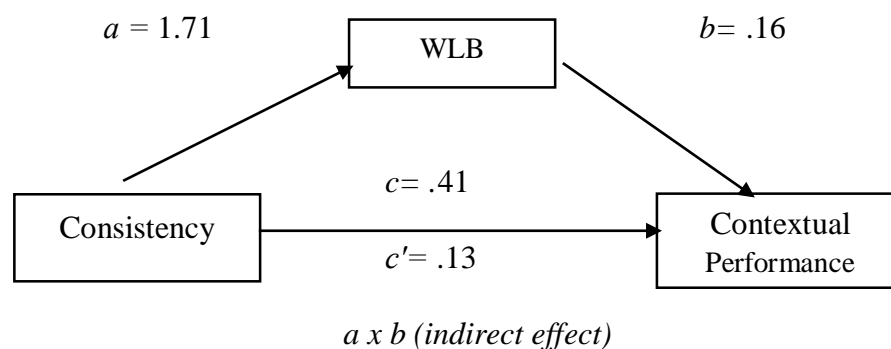 a = 1.71
b= .16
WLB
c= .41
Consistency
Contextual
Performance
c'= .13
a x b (indirect effect)